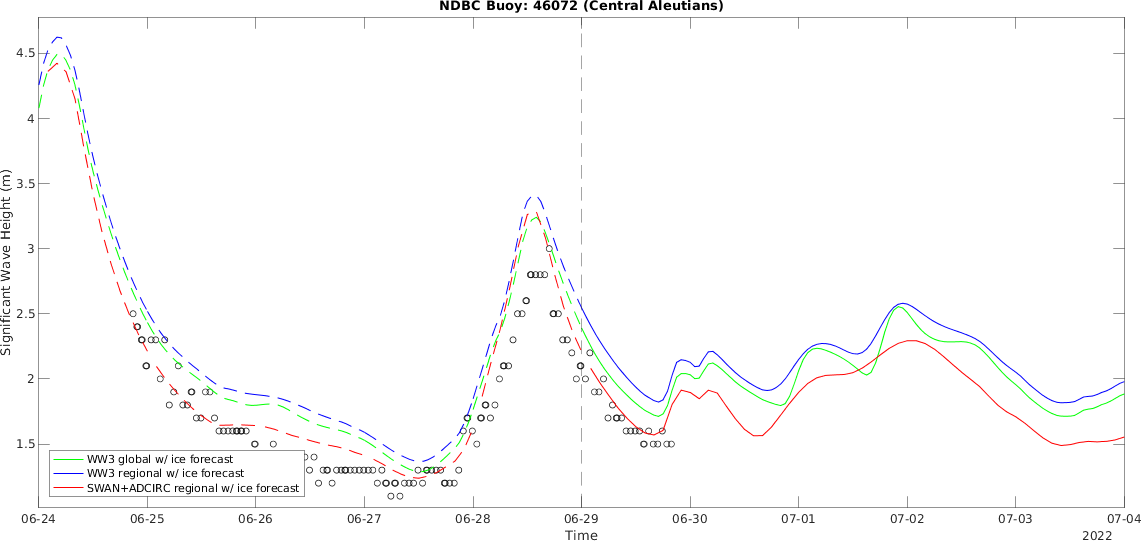 NDBC Buoy: 46072 (Central Aleutians)
Significant Wave Height (m)
4.5
4
3.5
3
2.5
2
1.5
WW3 global w/ ice forecast
WW3 regional w/ ice forecast
SWAN+ADCIRC regional w/ ice forecast
06-24 06-25 06-26 06-27 06-28 06-29 06-30 07-01 07-02 07-03 07-04
Time
2022